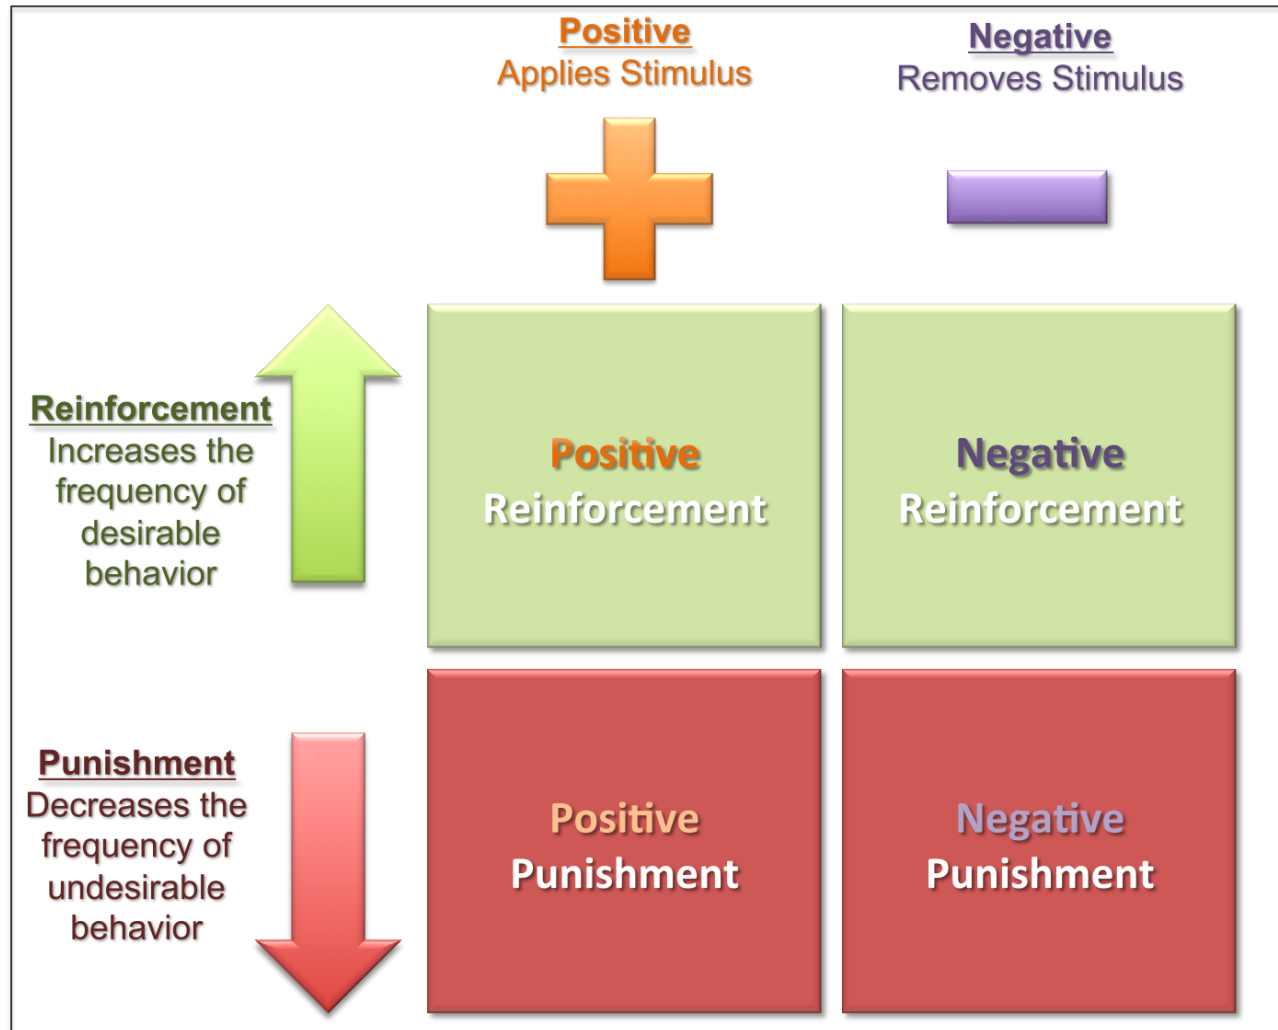 Positive
Applies Stimulus
Negative
Removes Stimulus
Reinforcement
Increases the
frequency of
desirable
behavior
Positive
Reinforcement
Negative
Reinforcement
Punishment
Decreases the
frequency of
undesirable
behavior
Positive
Punishment
Negative
Punishment